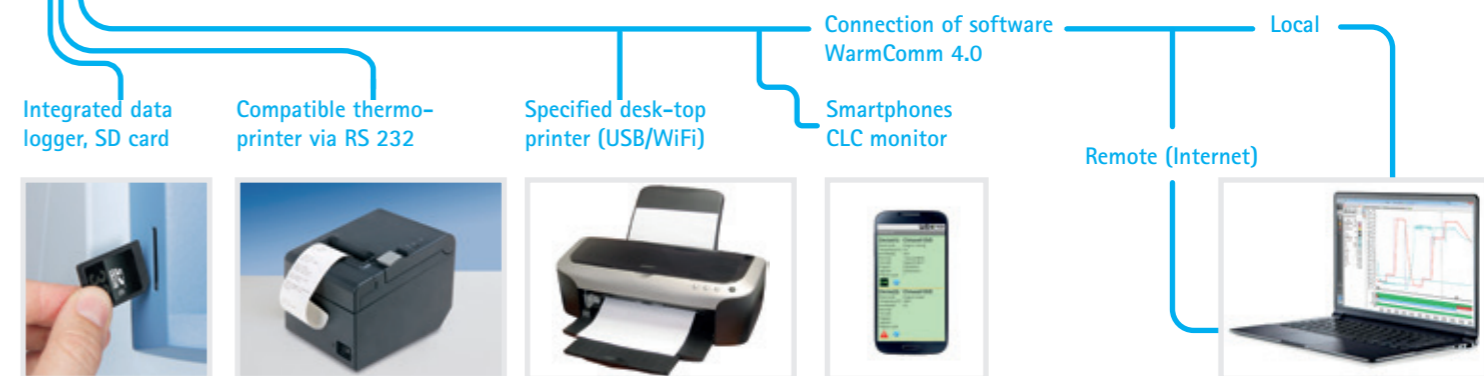 Connection of software
WarmComm 4.0
Local
Integrated data
logger, SD card
Compatible thermo-
printer via RS 232
Specified desk-top
printer (USB/WiFi)
Smartphones
CLC monitor
Remote (Internet)